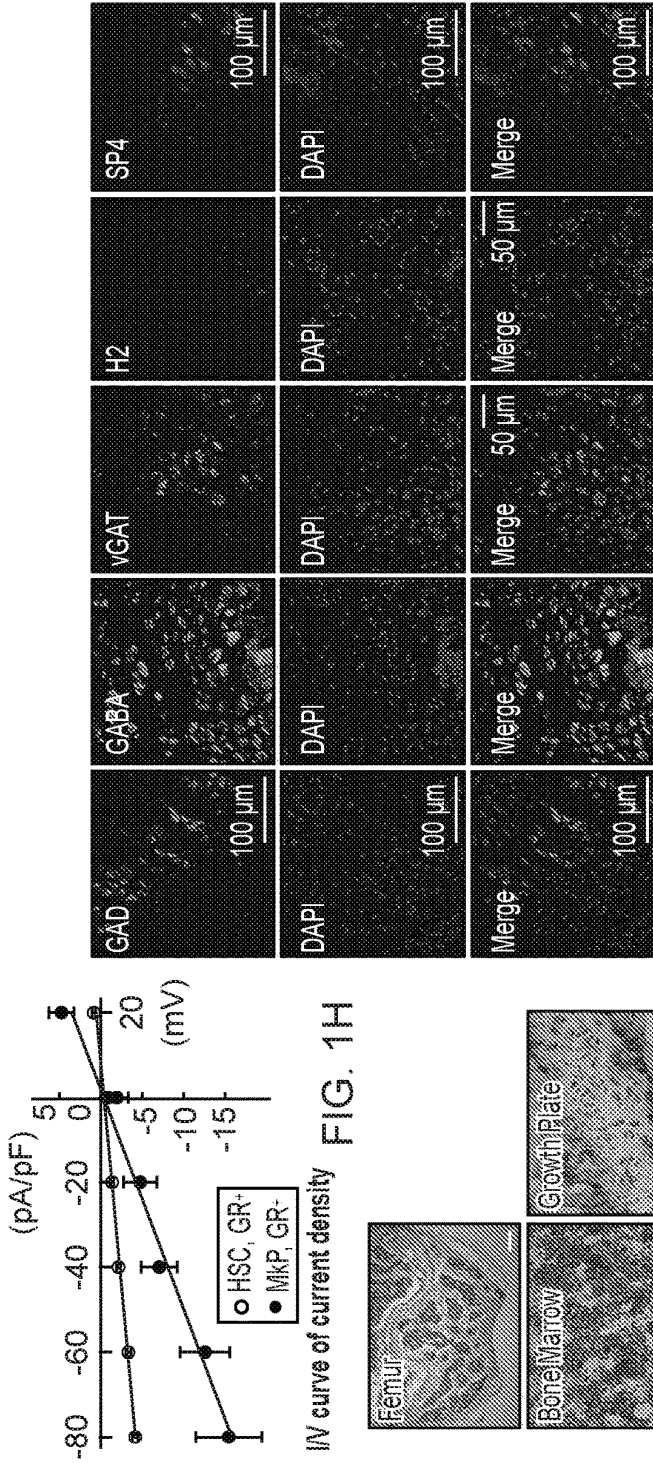 (pA/pF)
5
0
-5
-10
-15
-80
-60
-40
-20
20
(mV)
HSC, GR+
MkP, GR+
I/V curve of current density
FIG. 1H
Femur
Bone Marrow
Growth Plate
GAD
100 µm
GABA
vGAT
H2
SP4
100 µm
DAPI
100 µm
DAPI
DAPI
DAPI
DAPI
100 µm
Merge
100 µm
Merge
Merge
50 µm
Merge
50 µm
Merge
100 µm